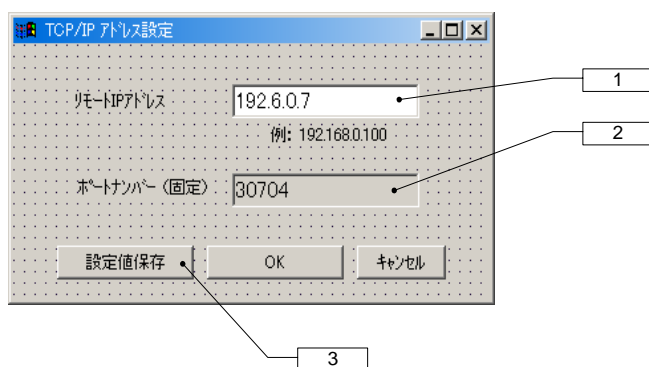 TCP/IP ｱﾄﾞﾚｽ設定
1
ﾘﾓｰﾄIPｱﾄﾞﾚｽ
192.6.0.7
例: 192.168.0.100
2
ﾎﾟｰﾄﾅﾝﾊﾞｰ (固定)
30704
設定値保存
OK
ｷｬﾝｾﾙ
3